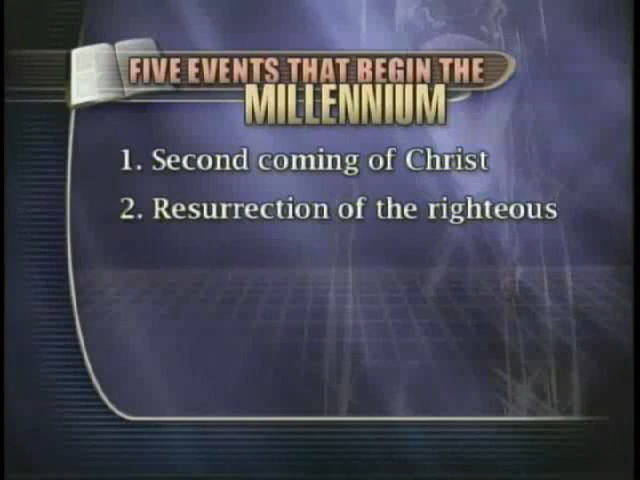 FIVE EVENTS THAT BEGIN THE
MILLENNIUM
1. Second coming of Christ
2. Resurrection of the righteous